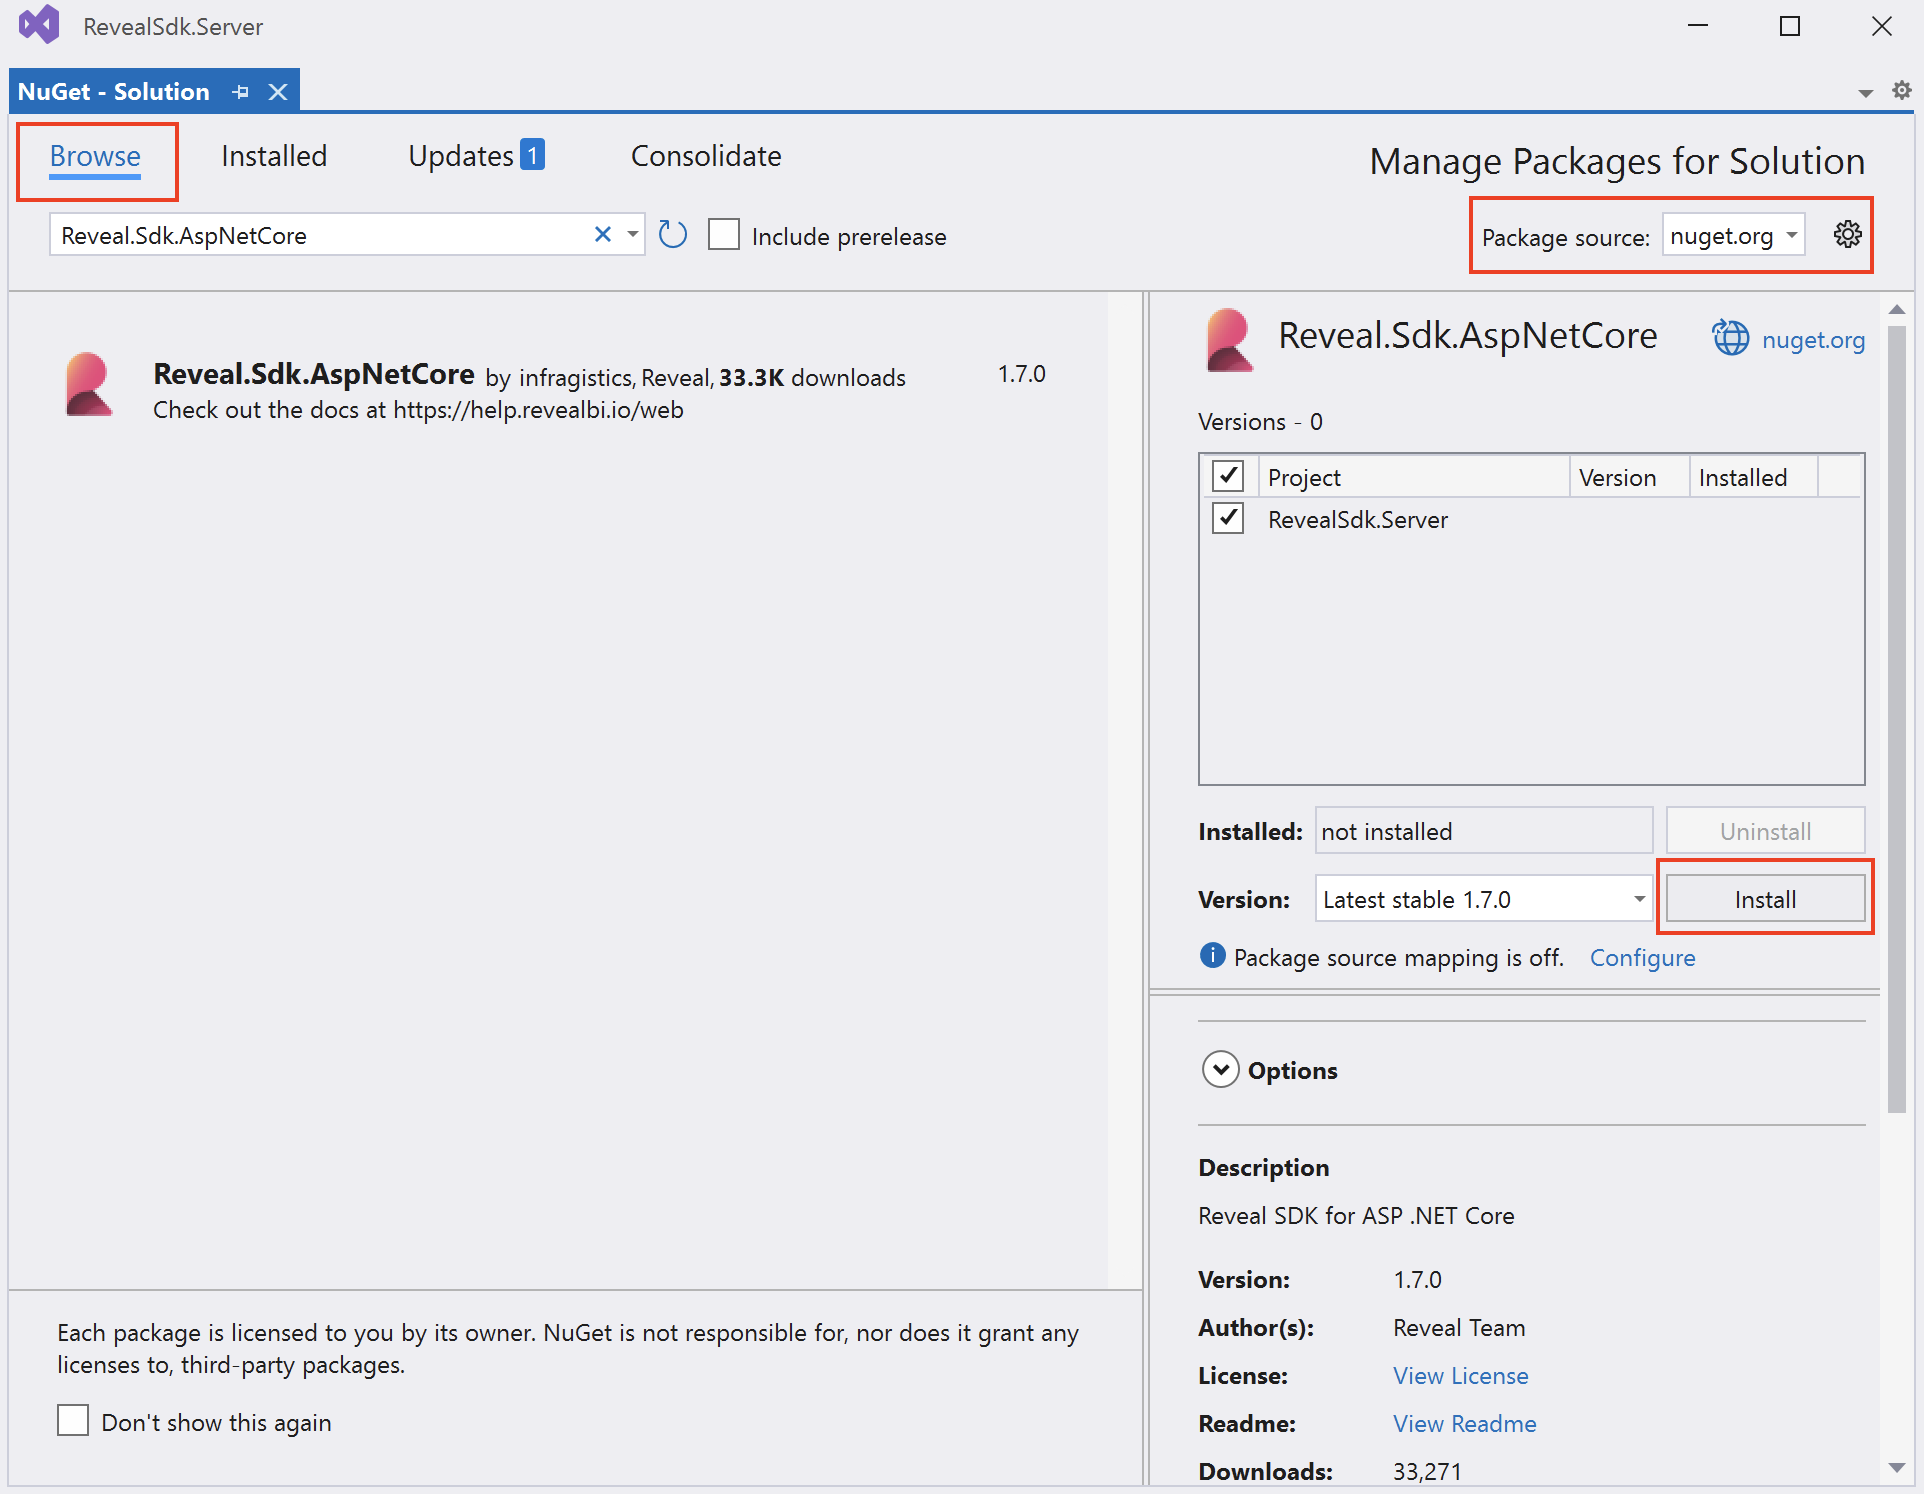 RevealSdk.Server
NuGet - Solution
Browse
Installed
Updates 1
Consolidate
Manage Packages for Solution
Reveal.Sdk.AspNetCore
Include prerelease
Package source: nuget.org
Reveal.Sdk.AspNetCore by infragistics, Reveal, 33.3K downloads 1.7.0
Check out the docs at https://help.revealbi.io/web
Each package is licensed to you by its owner. NuGet is not responsible for, nor does it grant any
licenses to, third-party packages.
Don't show this again
Reveal.Sdk.AspNetCore
nuget.org
Versions - 0
Project Version Installed
RevealSdk.Server
Installed: not installed Uninstall
Version: Latest stable 1.7.0 Install
Package source mapping is off. Configure
Options
Description
Reveal SDK for ASP .NET Core
Version: 1.7.0
Author(s): Reveal Team
License: View License
Readme: View Readme
Downloads: 33,271